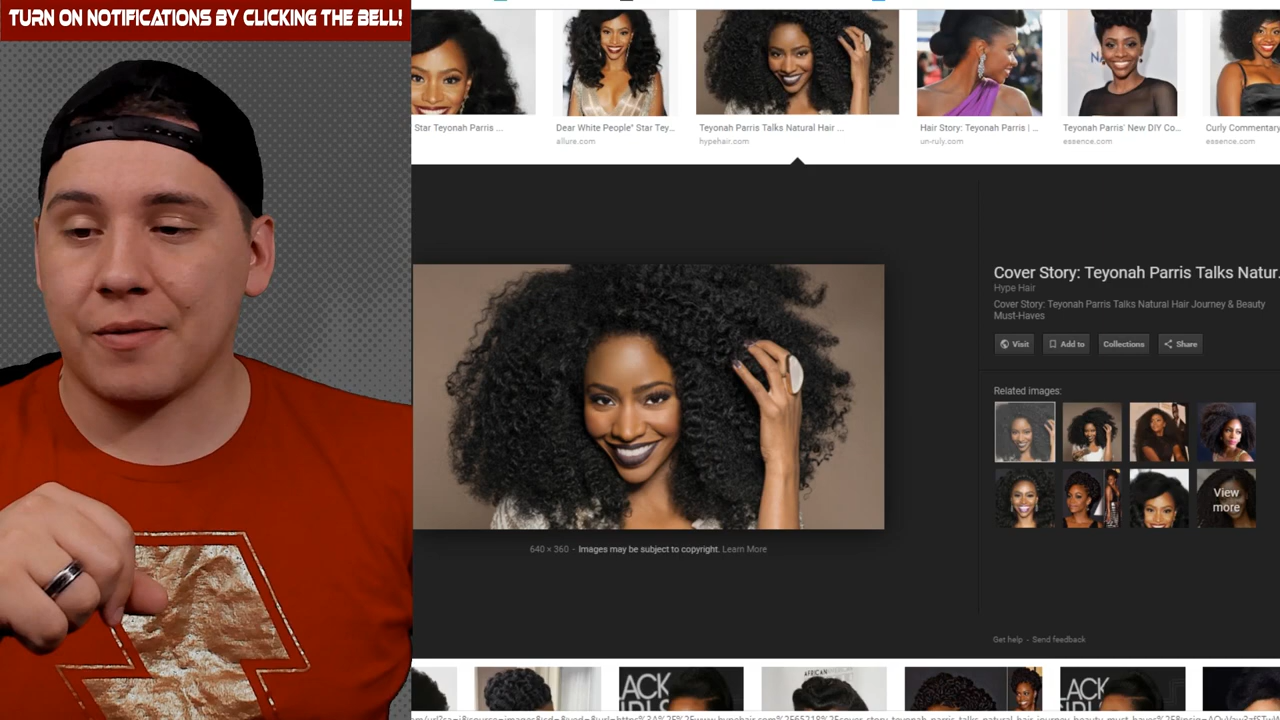 TURN ON NOTIFICATIONS BY CLICKING THE BELL!
Star Teyonah Parris ...
Dear White People" Star Tey...
allure.com
Teyonah Parris Talks Natural Hair ...
hypehair.com
Hair Story: Teyonah Parris | ...
un-ruly.com
Teyonah Parris' New DIY Co...
essence.com
Curly Commentary
essence.com
Cover Story: Teyonah Parris Talks Natur
Hype Hair
Cover Story: Teyonah Parris Talks Natural Hair Journey & Beauty
Must-Haves
Visit
Add to
Collections
Share
Related images:
View
more
640 × 360 - Images may be subject to copyright. Learn More
Get help - Send feedback
ACK
GIRLS
AFRICAN
ACK